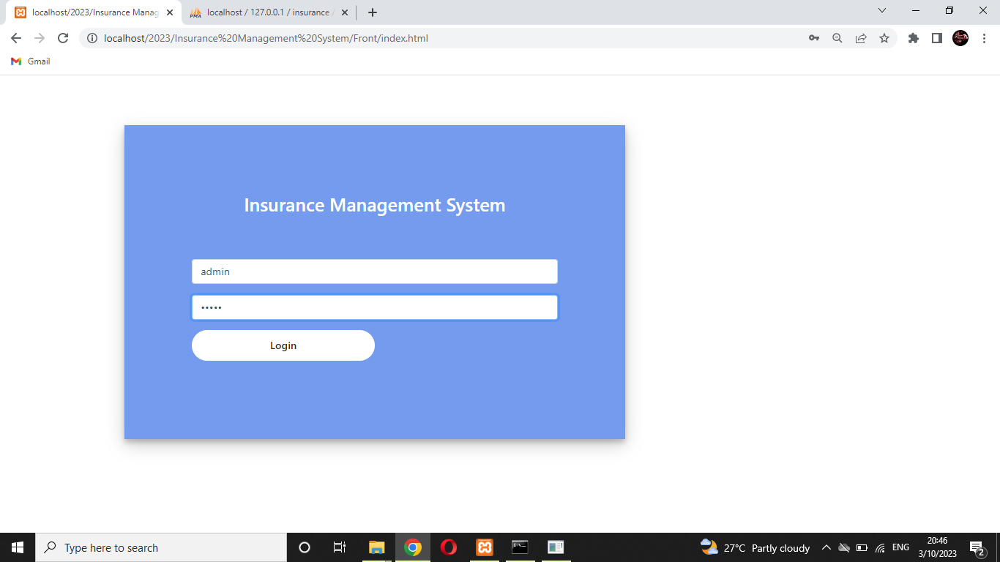 localhost/2023/Insurance Manag
localhost / 127.0.0.1 / insurance /
localhost/2023/Insurance%20Management%20System/Front/index.html
Gmail
Insurance Management System
admin
•••••
Login
Type here to search
27°C Partly cloudy
ENG
20:46
3/10/2023
2